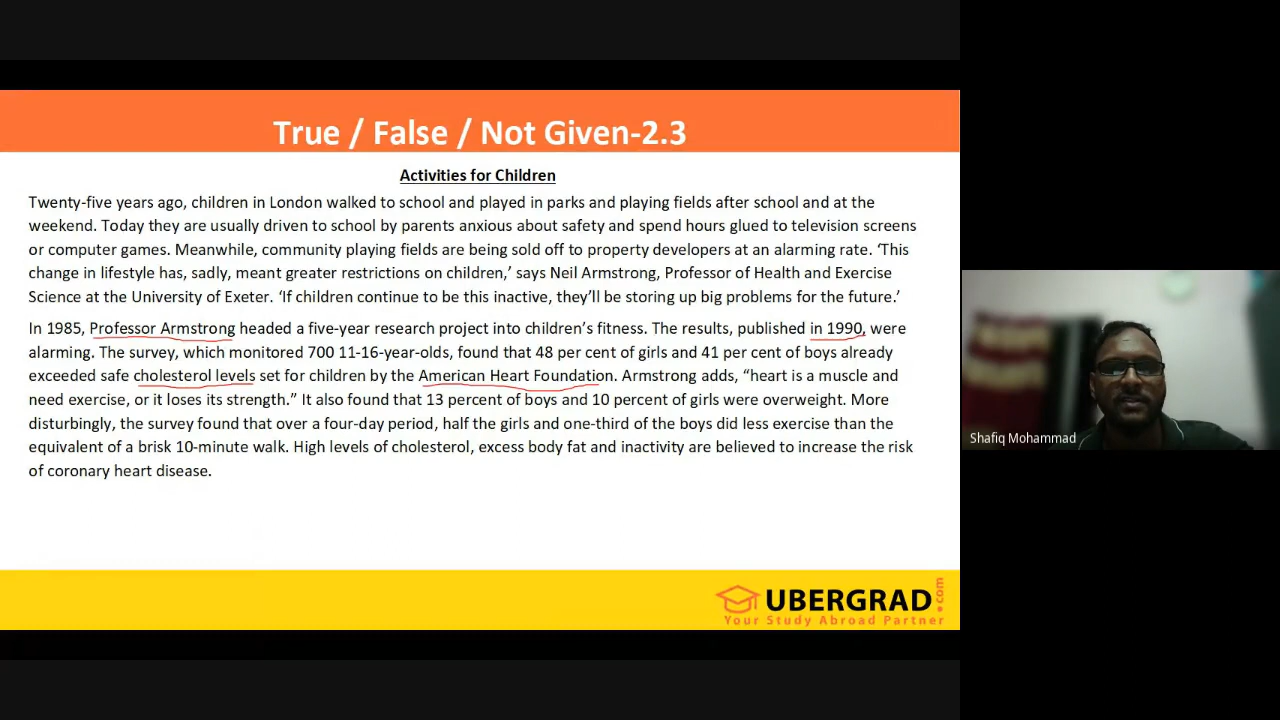 True / False / Not Given-2.3
Activities for Children
Twenty-five years ago, children in London walked to school and played in parks and playing fields after school and at the
weekend. Today they are usually driven to school by parents anxious about safety and spend hours glued to television screens
or computer games. Meanwhile, community playing fields are being sold off to property developers at an alarming rate. ‘This
change in lifestyle has, sadly, meant greater restrictions on children,’ says Neil Armstrong, Professor of Health and Exercise
Science at the University of Exeter. ‘If children continue to be this inactive, they’ll be storing up big problems for the future.’
In 1985, Professor Armstrong headed a five-year research project into children’s fitness. The results, published in 1990, were
alarming. The survey, which monitored 700 11-16-year-olds, found that 48 per cent of girls and 41 per cent of boys already
exceeded safe cholesterol levels set for children by the American Heart Foundation. Armstrong adds, “heart is a muscle and
need exercise, or it loses its strength.” It also found that 13 percent of boys and 10 percent of girls were overweight. More
disturbingly, the survey found that over a four-day period, half the girls and one-third of the boys did less exercise than the
equivalent of a brisk 10-minute walk. High levels of cholesterol, excess body fat and inactivity are believed to increase the risk
of coronary heart disease.
Shafiq Mohammad
UBERGRAD.com
Your Study Abroad Partner